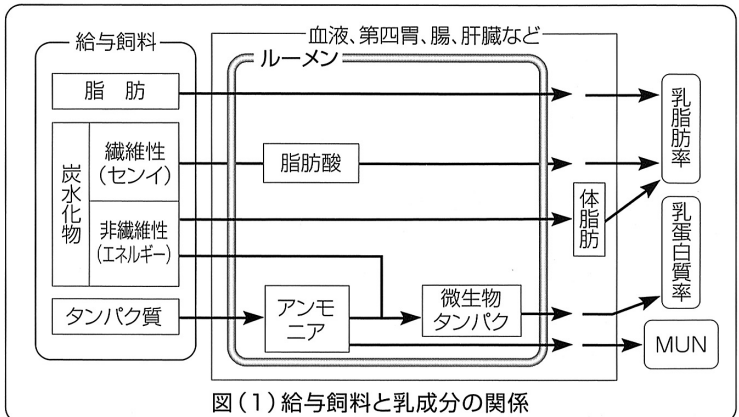 給与飼料
血液、第四胃、腸、肝臓など
ルーメン
脂 肪
炭水化物
繊維性
(センイ)
非繊維性
(エネルギー)
タンパク質
脂肪酸
アンモ
ニア
微生物
タンパク
体脂肪
乳脂肪率
乳蛋白質率
MUN
図(1)給与飼料と乳成分の関係